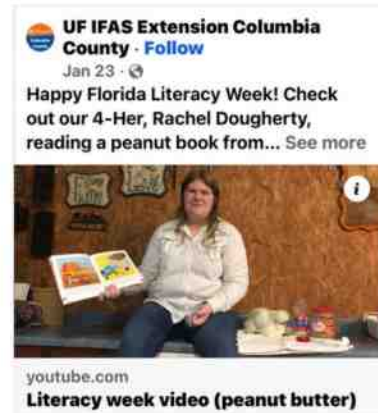 UF IFAS Extension Columbia
County · Follow
Jan 23 ·
Happy Florida Literacy Week! Check
out our 4-Her, Rachel Dougherty,
reading a peanut book from... See more
i
youtube.com
Literacy week video (peanut butter)